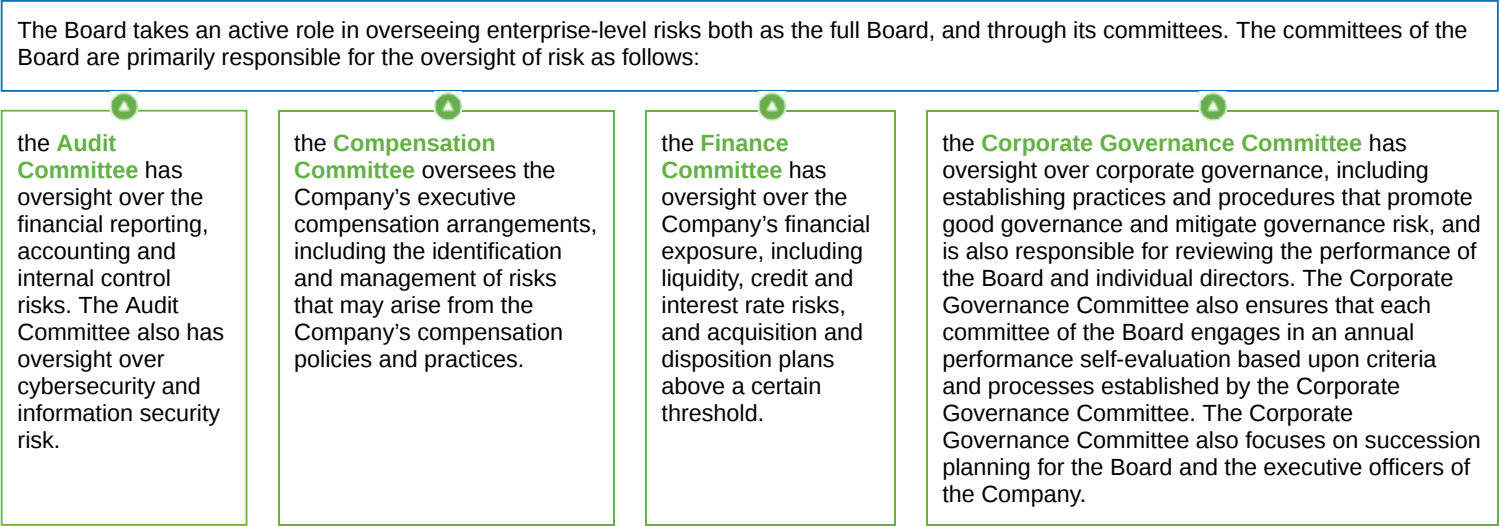 The Board takes an active role in overseeing enterprise-level risks both as the full Board, and through its committees. The committees of the
Board are primarily responsible for the oversight of risk as follows:
the Audit
Committee has
oversight over the
financial reporting,
accounting and
internal control
risks. The Audit
Committee also has
oversight over
cybersecurity and
information security
risk.
the Compensation
Committee oversees the
Company’s executive
compensation arrangements,
including the identification
and management of risks
that may arise from the
Company’s compensation
policies and practices.
the Finance
Committee has
oversight over the
Company’s financial
exposure, including
liquidity, credit and
interest rate risks,
and acquisition and
disposition plans
above a certain
threshold.
the Corporate Governance Committee has
oversight over corporate governance, including
establishing practices and procedures that promote
good governance and mitigate governance risk, and
is also responsible for reviewing the performance of
the Board and individual directors. The Corporate
Governance Committee also ensures that each
committee of the Board engages in an annual
performance self-evaluation based upon criteria
and processes established by the Corporate
Governance Committee. The Corporate
Governance Committee also focuses on succession
planning for the Board and the executive officers of
the Company.